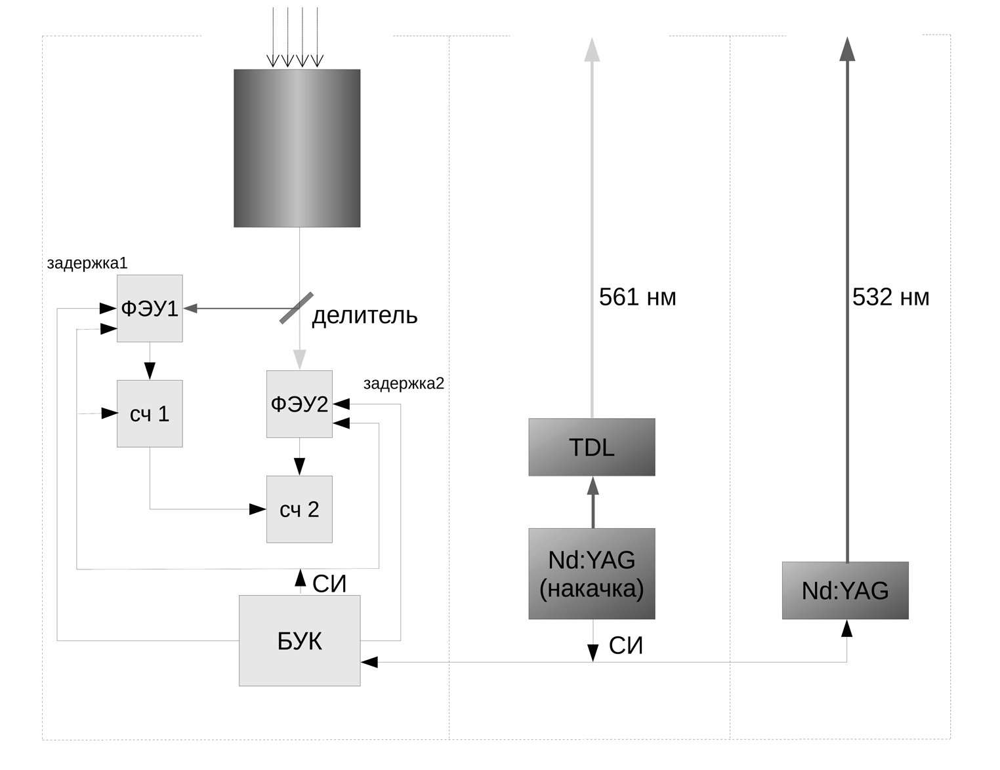 задержка1
ФЭУ1
делитель
561 нм
532 нм
ФЭУ2
задержка2
сч 1
TDL
сч 2
СИ
Nd:YAG
(накачка)
Nd:YAG
БУК
СИ